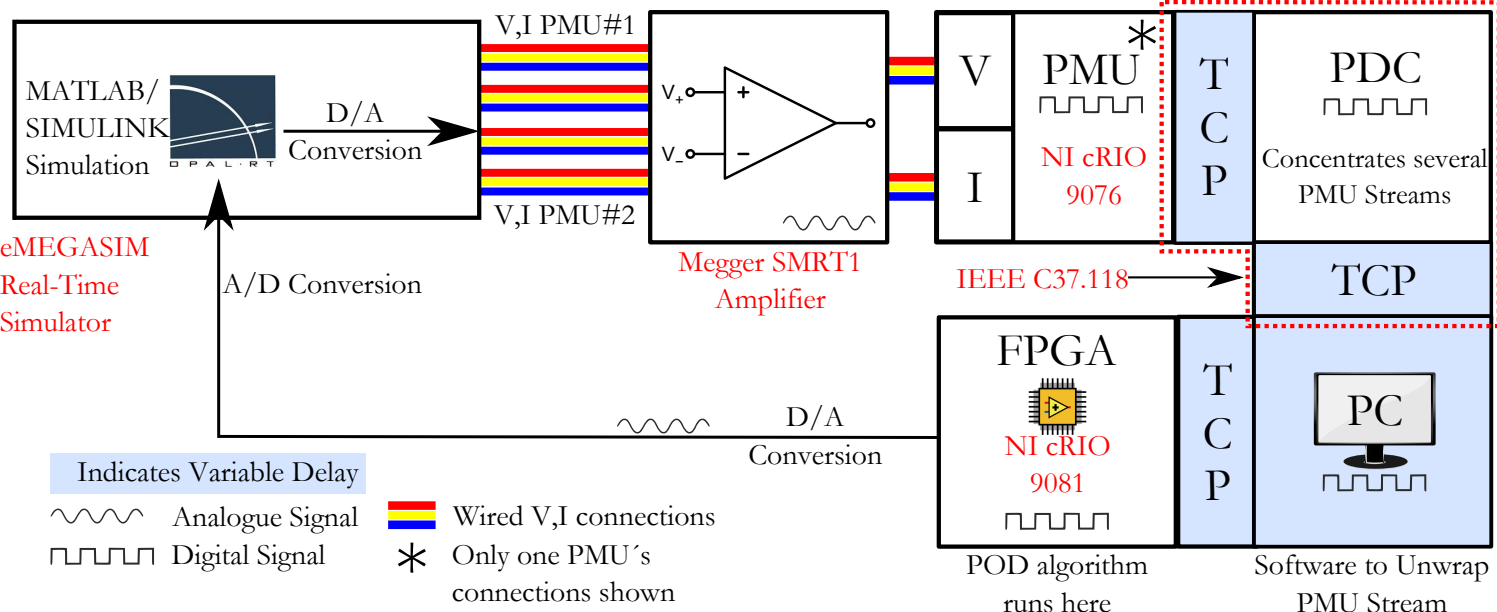 MATLAB/
SIMULINK
Simulation
OPAL-RT
D/A
Conversion
eMEGASIM
Real-Time
Simulator
A/D Conversion
V,I PMU#1
V,I PMU#2
V+
V−
+
−
Megger SMRT1
Amplifier
V
I
PMU
*
NI cRIO
9076
T
C
P
PDC
Concentrates several
PMU Streams
IEEE C37.118
TCP
FPGA
NI cRIO
9081
POD algorithm
runs here
T
C
P
PC
Software to Unwrap
PMU Stream
D/A
Conversion
Indicates Variable Delay
Analogue Signal
Digital Signal
Wired V,I connections
* Only one PMU´s
connections shown